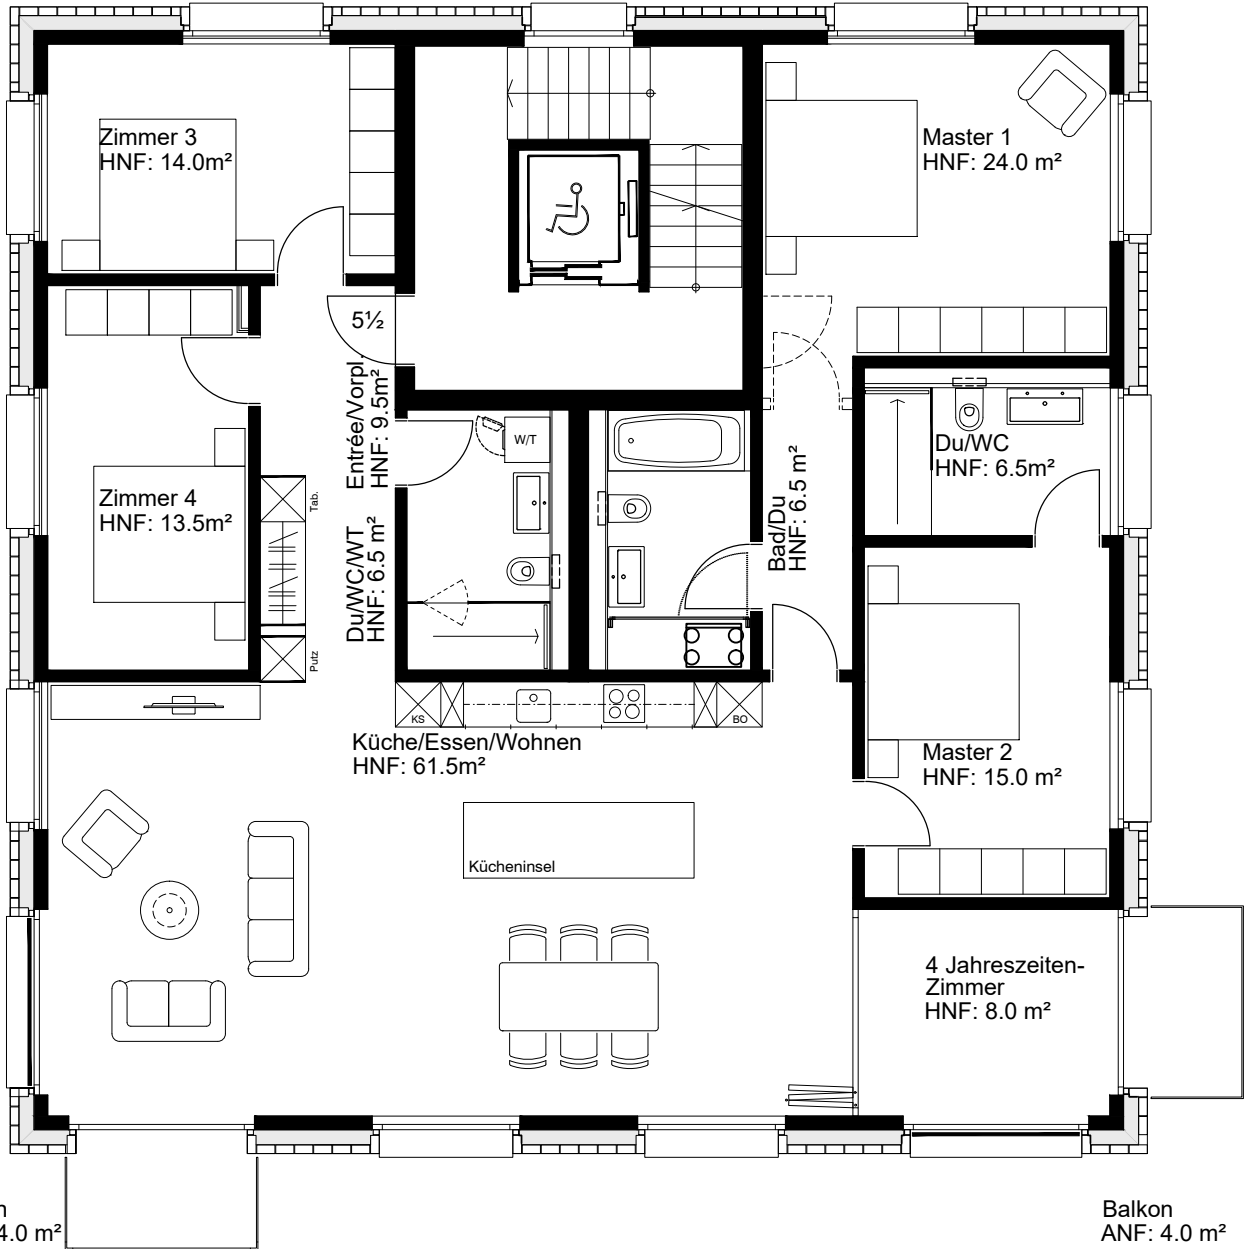 Zimmer 3
HNF: 14.0m²
Master 1
HNF: 24.0 m²
5½
Entrée/Vorpl.
HNF: 9.5m²
W/T
Du/WC
HNF: 6.5m²
Zimmer 4
HNF: 13.5m²
Tab.
Du/WC/WT
HNF: 6.5 m²
Bad/Du
HNF: 6.5 m²
Putz
KS
BO
Küche/Essen/Wohnen
HNF: 61.5m²
Master 2
HNF: 15.0 m²
Kücheninsel
4 Jahreszeiten-
Zimmer
HNF: 8.0 m²
n
4.0 m²
Balkon
ANF: 4.0 m²